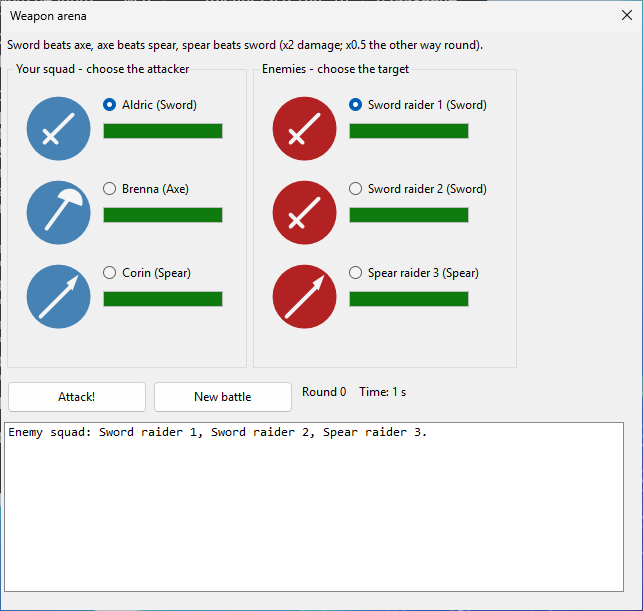 Weapon arena
Sword beats axe, axe beats spear, spear beats sword (x2 damage; x0.5 the other way round).
Your squad - choose the attacker
Aldric (Sword)
Brenna (Axe)
Corin (Spear)
Enemies - choose the target
Sword raider 1 (Sword)
Sword raider 2 (Sword)
Spear raider 3 (Spear)
Attack!
New battle
Round 0
Time: 1 s
Enemy squad: Sword raider 1, Sword raider 2, Spear raider 3.